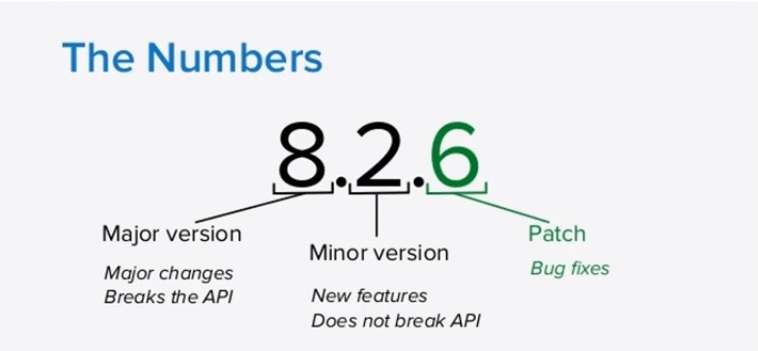 The Numbers
8.2.6
Major version
Major changes
Breaks the API
Minor version
New features
Does not break API
Patch
Bug fixes